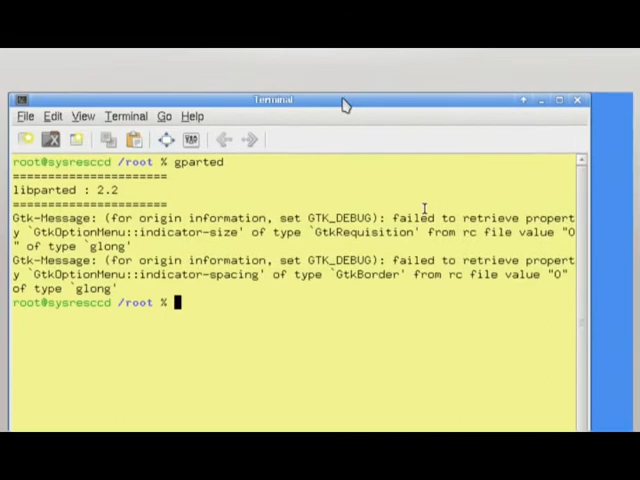 Terminal
File Edit View Terminal Go Help
root@sysresccd /root % gparted
======================
libparted : 2.2
======================
Gtk-Message: (for origin information, set GTK_DEBUG): failed to retrieve propert
y `GtkOptionMenu::indicator-size' of type `GtkRequisition' from rc file value "0
" of type `glong'
Gtk-Message: (for origin information, set GTK_DEBUG): failed to retrieve propert
y `GtkOptionMenu::indicator-spacing' of type `GtkBorder' from rc file value "0"
of type `glong'
root@sysresccd /root %